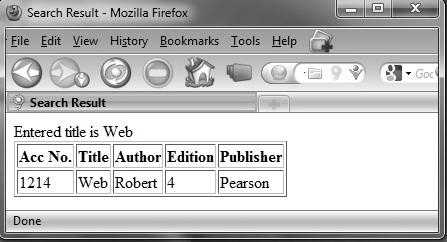 Search Result - Mozilla Firefox
File Edit View History Bookmarks Tools Help
Search Result
Entered title is Web
Acc No. Title Author Edition Publisher
1214 Web Robert 4 Pearson
Done